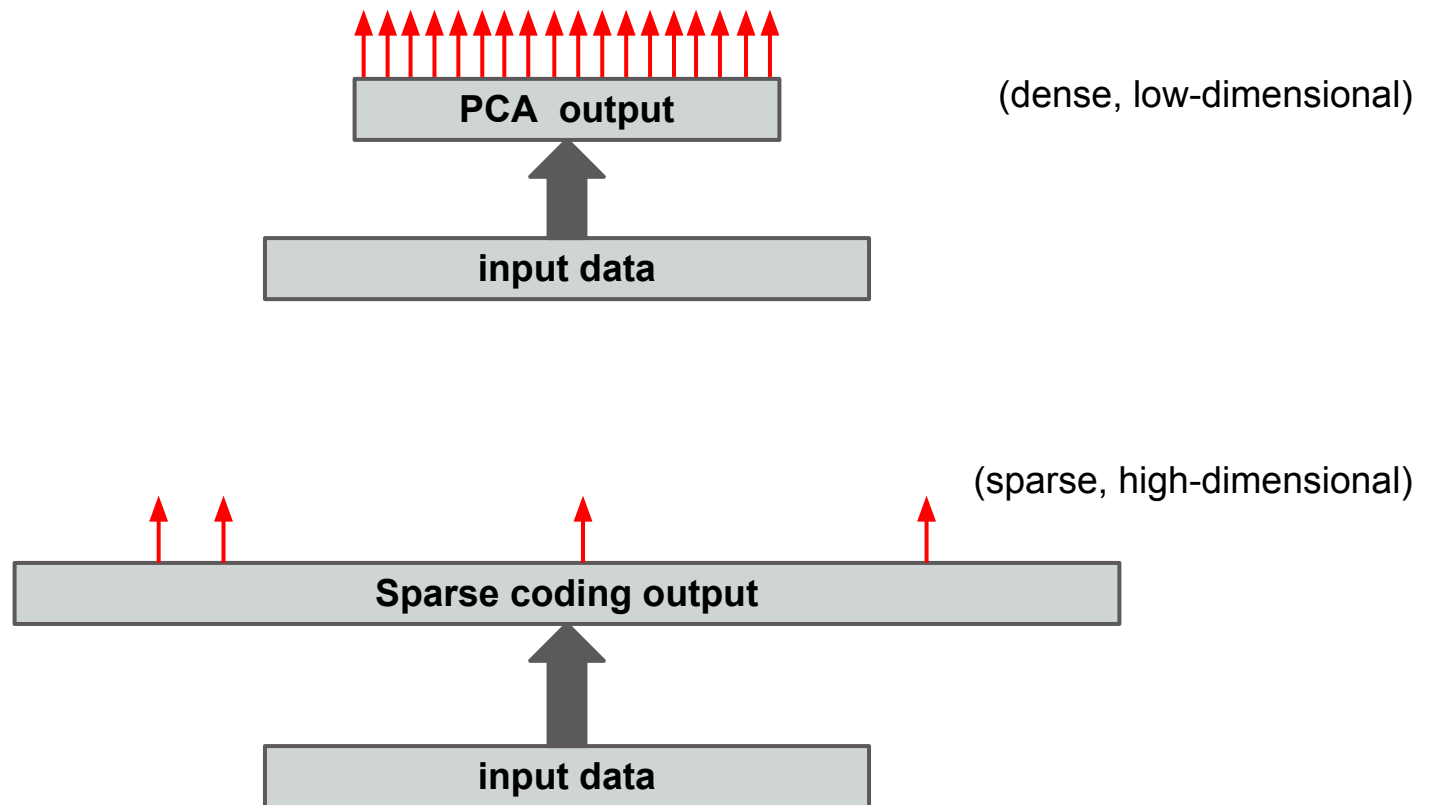 PCA output
(dense, low-dimensional)
input data
(sparse, high-dimensional)
Sparse coding output
input data